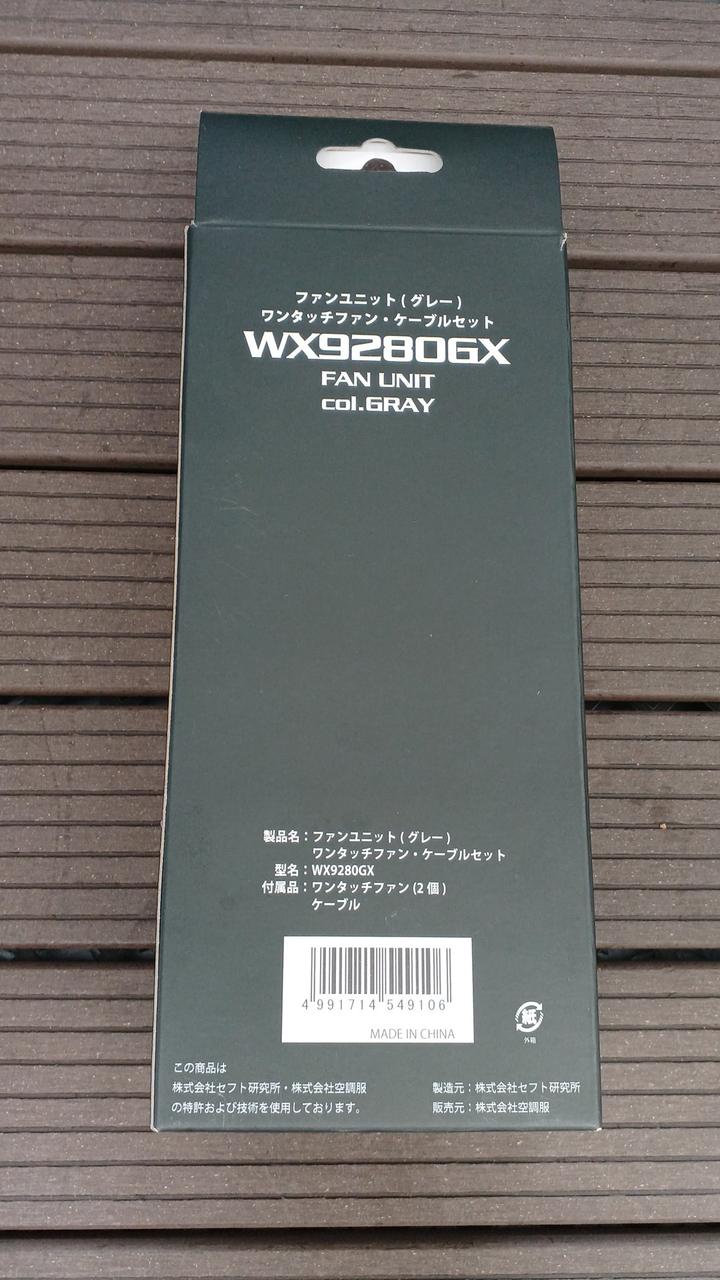 ファンユニット ( グレー )
ワンタッチファン・ケーブルセット
WX9280GX
FAN UNIT
col.GRAY
製品名：ファンユニット ( グレー )
ワンタッチファン・ケーブルセット
型名：WX9280GX
付属品：ワンタッチファン (2 個 )
ケーブル
4 991714 549106
MADE IN CHINA
紙
外箱
この商品は
株式会社セフト研究所・株式会社空調服
の特許および技術を使用しております。
製造元：株式会社セフト研究所
販売元：株式会社空調服